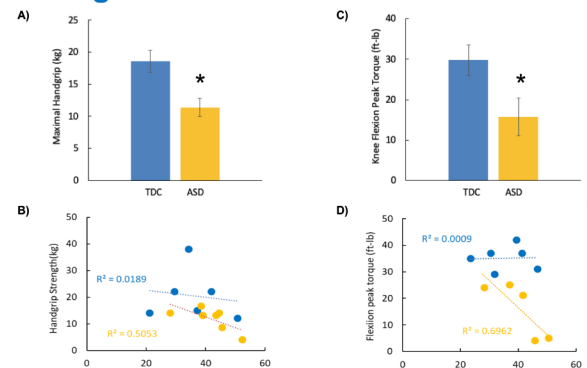 A)
Maximal Handgrip (kg)
25
20
15
10
5
0
*
TDC ASD
C)
Knee Flexion Peak Torque (ft-lb)
40
30
20
10
0
*
TDC ASD
B)
Handgrip Strength(kg)
50
40
30
20
10
0
R² = 0.0189
R² = 0.5053
0 20 40 60
D)
Flexiion peak torque (ft-lb)
50
40
30
20
10
0
R² = 0.0009
R² = 0.6962
0 20 40 60